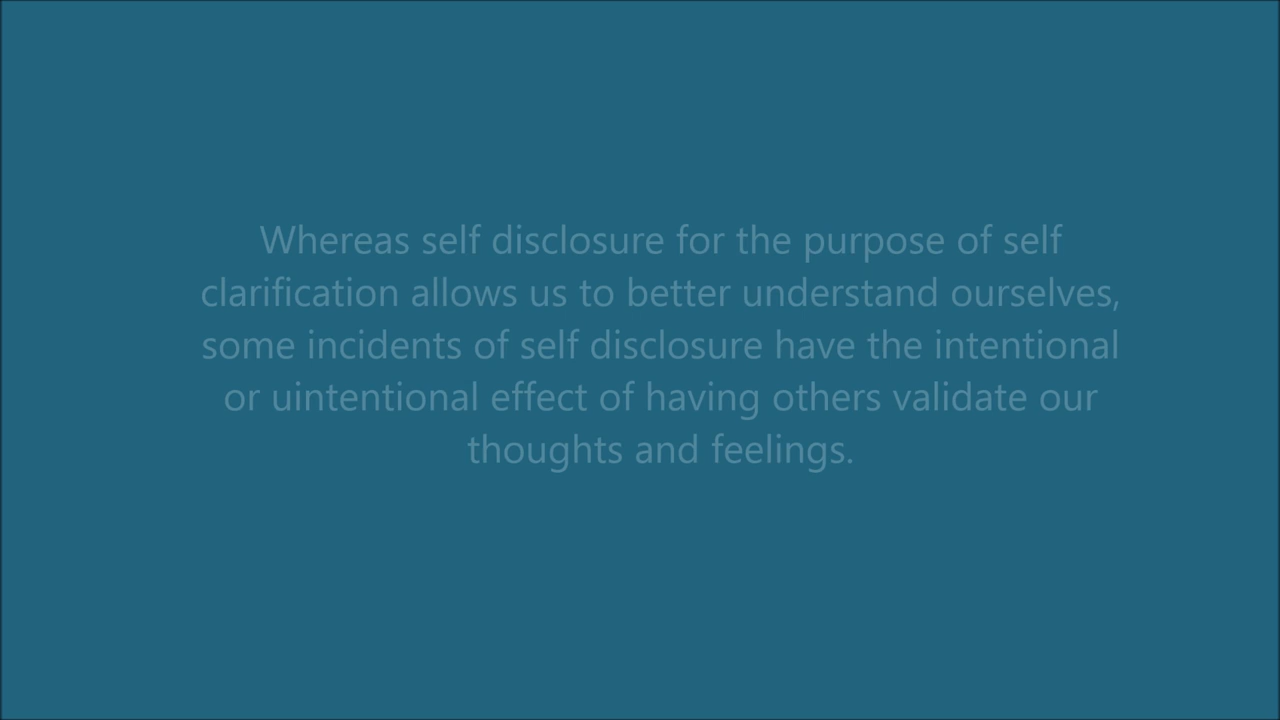 Whereas self disclosure for the purpose of self
clarification allows us to better understand ourselves,
some incidents of self disclosure have the intentional
or uintentional effect of having others validate our
thoughts and feelings.